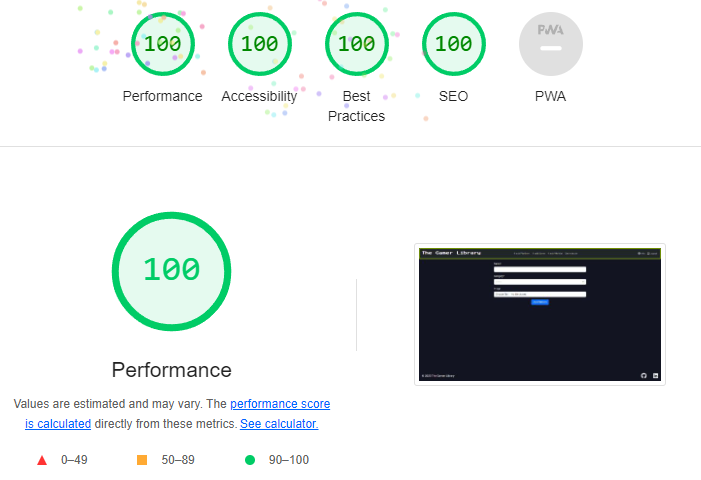 100 100 100 100 PWA
Performance Accessibility Best Practices SEO PWA
100
The Gamer Library
Performance
Values are estimated and may vary. The performance score
is calculated directly from these metrics. See calculator.
0–49 50–89 90–100